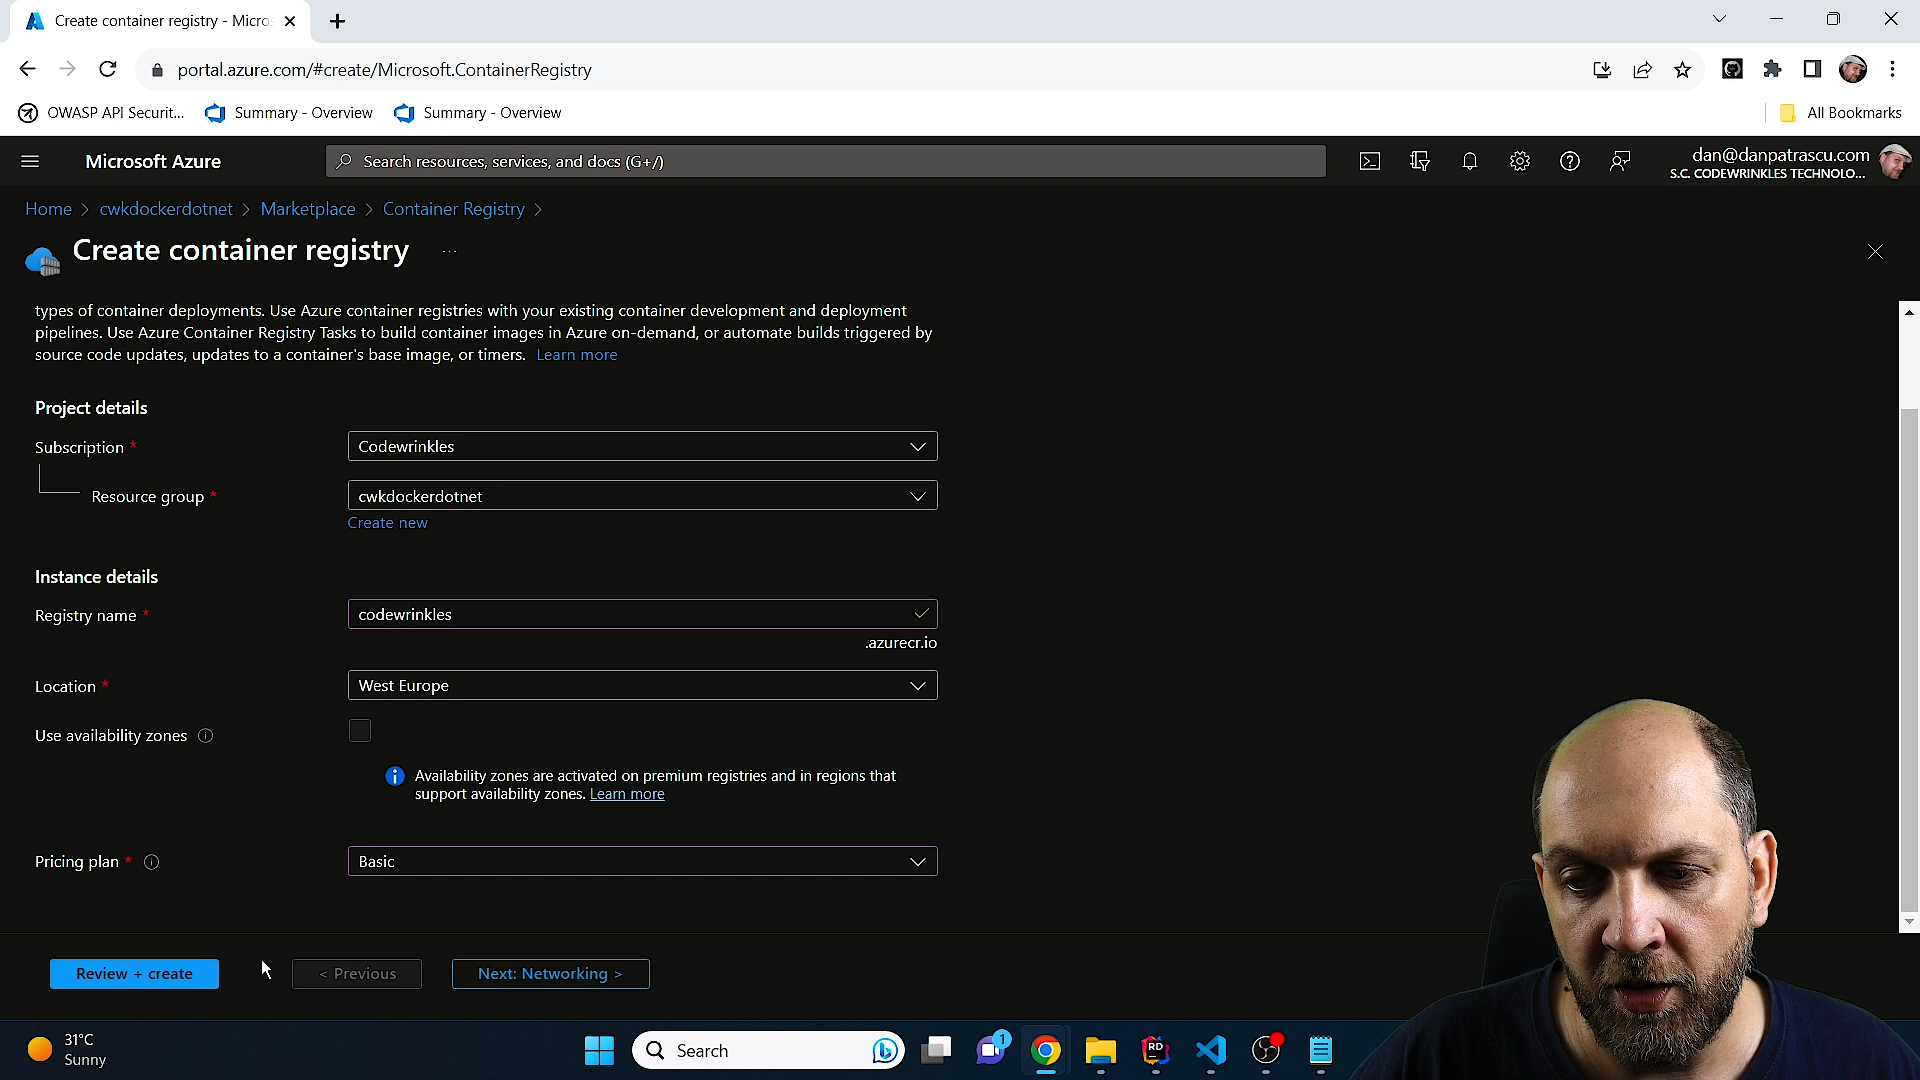 Create container registry - Micro
portal.azure.com/#create/Microsoft.ContainerRegistry
OWASP API Securit...
Summary - Overview
Summary - Overview
All Bookmarks
Microsoft Azure
Search resources, services, and docs (G+/)
dan@danpatrascu.com
S.C. CODEWRINKLES TECHNOLO...
Home > cwkdockerdotnet > Marketplace > Container Registry >
Create container registry ...
types of container deployments. Use Azure container registries with your existing container development and deployment
pipelines. Use Azure Container Registry Tasks to build container images in Azure on-demand, or automate builds triggered by
source code updates, updates to a container's base image, or timers. Learn more
Project details
Subscription *
Codewrinkles
Resource group *
cwkdockerdotnet
Create new
Instance details
Registry name *
codewrinkles
.azurecr.io
Location *
West Europe
Use availability zones
Availability zones are activated on premium registries and in regions that
support availability zones. Learn more
Pricing plan *
Basic
Review + create
< Previous
Next: Networking >
31°C
Sunny
Search
1
RD